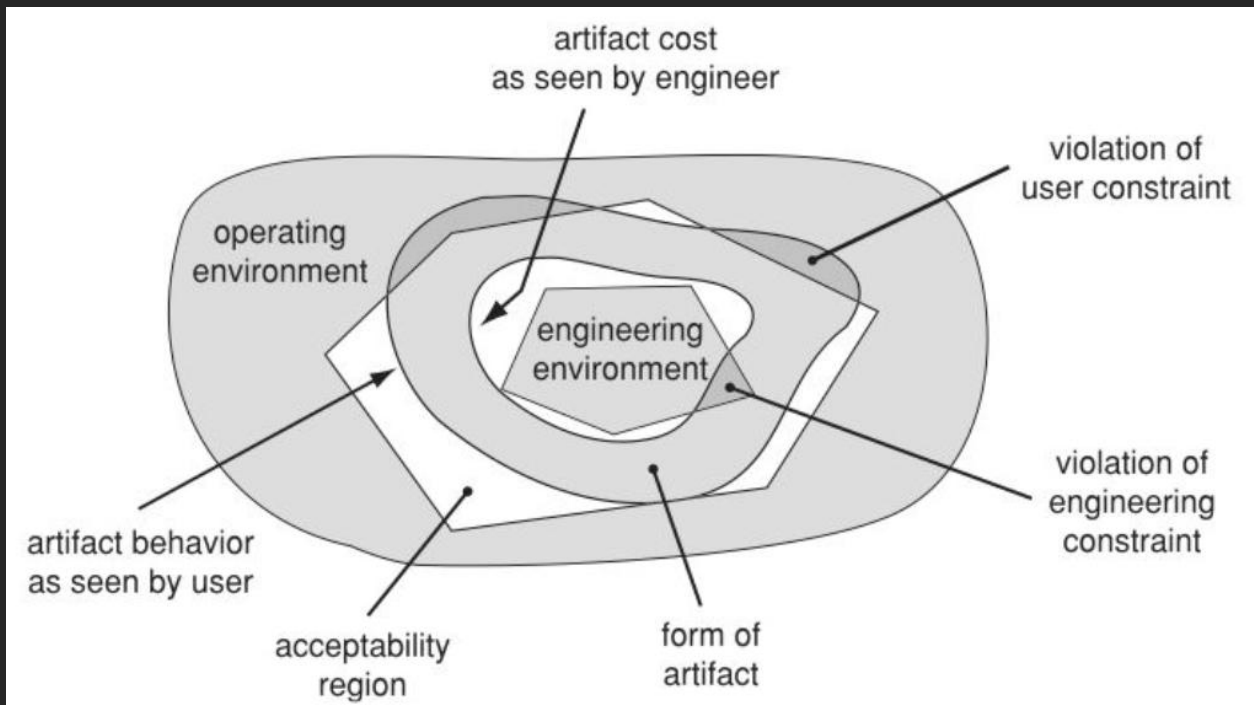 artifact cost
as seen by engineer
violation of
user constraint
operating
environment
engineering
environment
violation of
engineering
constraint
artifact behavior
as seen by user
form of
artifact
acceptability
region